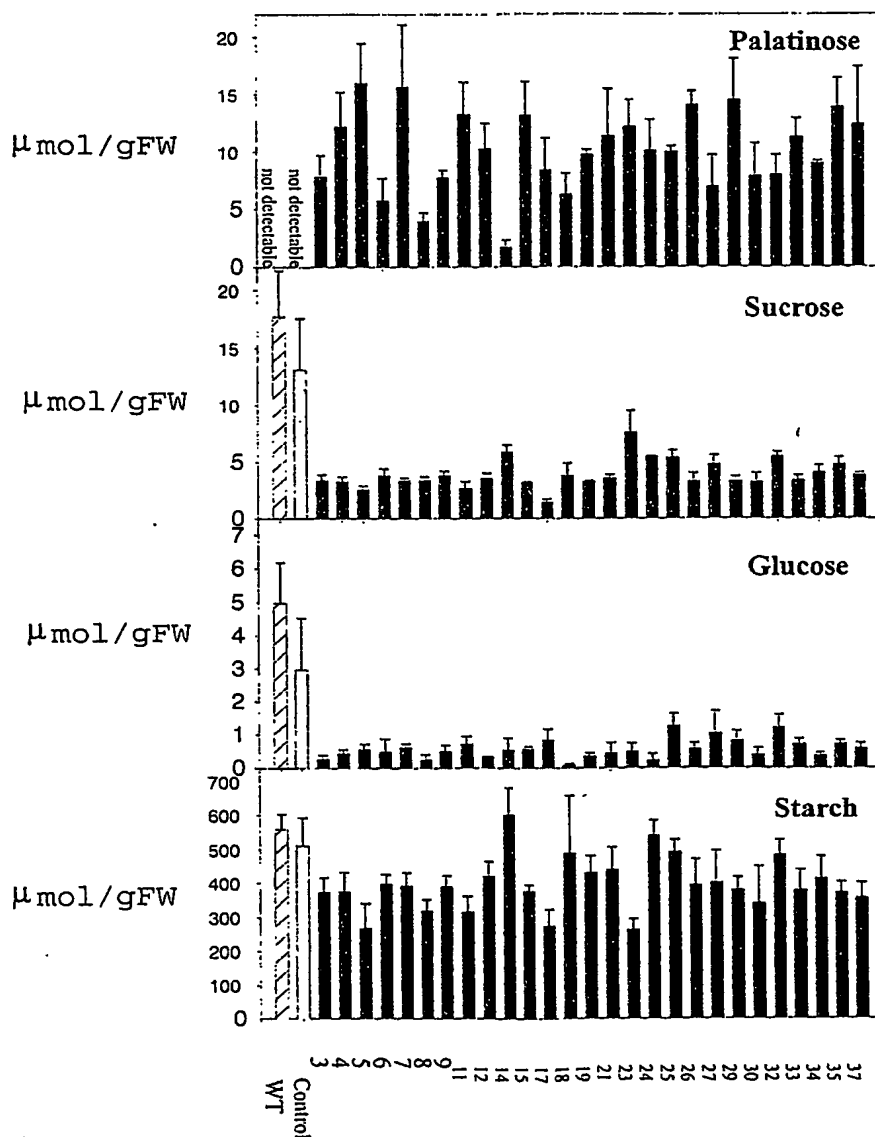 Palatinose
20
15
10
5
0
μmol/gFW
not detectable
not detectable
Sucrose
20
15
10
5
0
μmol/gFW
Glucose
7
6
5
4
3
2
1
0
μmol/gFW
Starch
700
600
500
400
300
200
100
0
μmol/gFW
WT Control 3 4 5 6 7 8 9 11 12 14 15 17 18 19 21 23 24 25 26 27 29 30 32 33 34 35 37